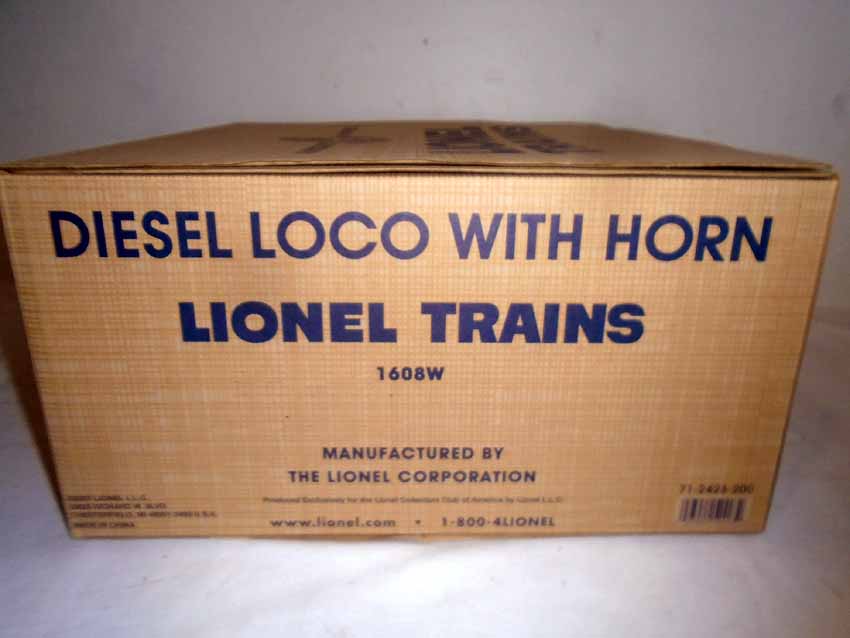 DIESEL LOCO WITH HORN
LIONEL TRAINS
1608W
MANUFACTURED BY
THE LIONEL CORPORATION
Produced Exclusively for the Lionel Collectors Club of America by Lionel L.L.C.
www.lionel.com • 1-800-4LIONEL
LIONEL L.L.C.
MADE IN CHINA
71-2423-200